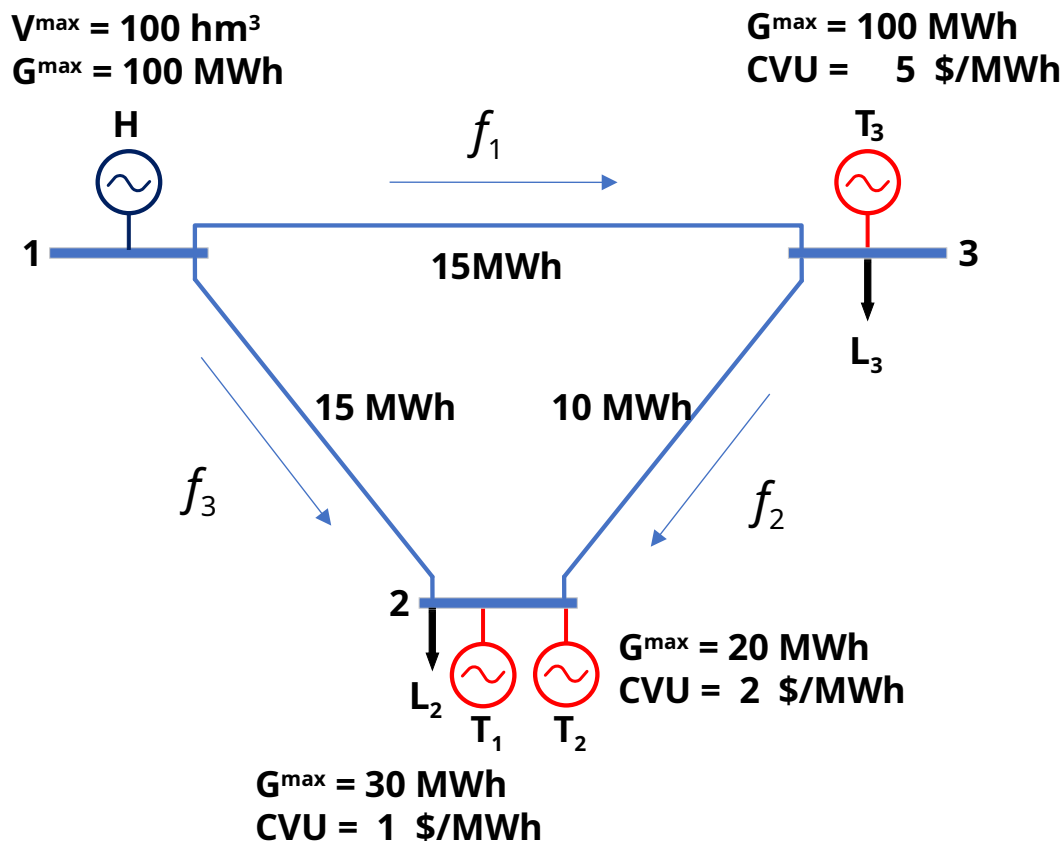 Vᵐᵃˣ = 100 hm³
Gᵐᵃˣ = 100 MWh
Gᵐᵃˣ = 100 MWh
CVU = 5 $/MWh
H
f₁
T₃
1
15MWh
3
L₃
15 MWh
10 MWh
f₃
f₂
2
L₂
T₁
T₂
Gᵐᵃˣ = 20 MWh
CVU = 2 $/MWh
Gᵐᵃˣ = 30 MWh
CVU = 1 $/MWh